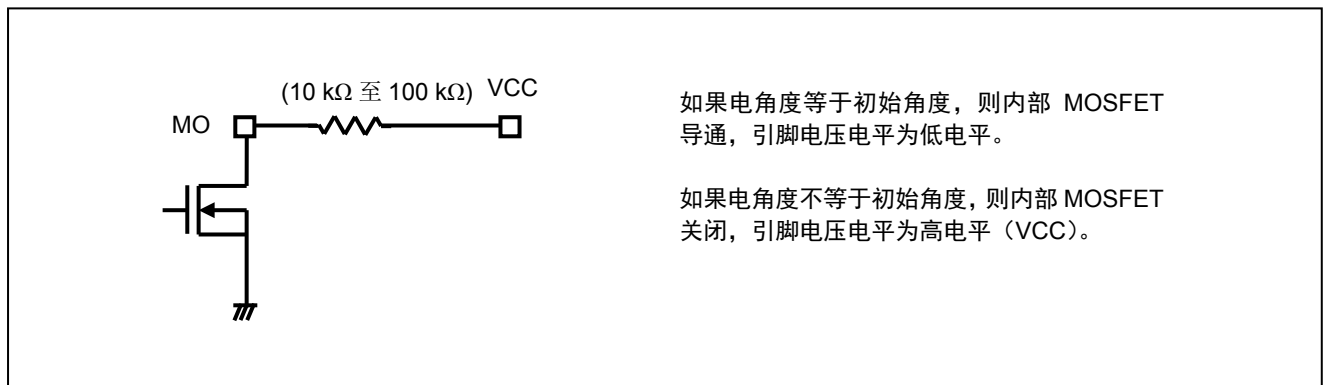 (10 kΩ 至 100 kΩ) VCC
MO
如果电角度等于初始角度，则内部 MOSFET
导通，引脚电压电平为低电平。
如果电角度不等于初始角度，则内部 MOSFET
关闭，引脚电压电平为高电平（VCC）。